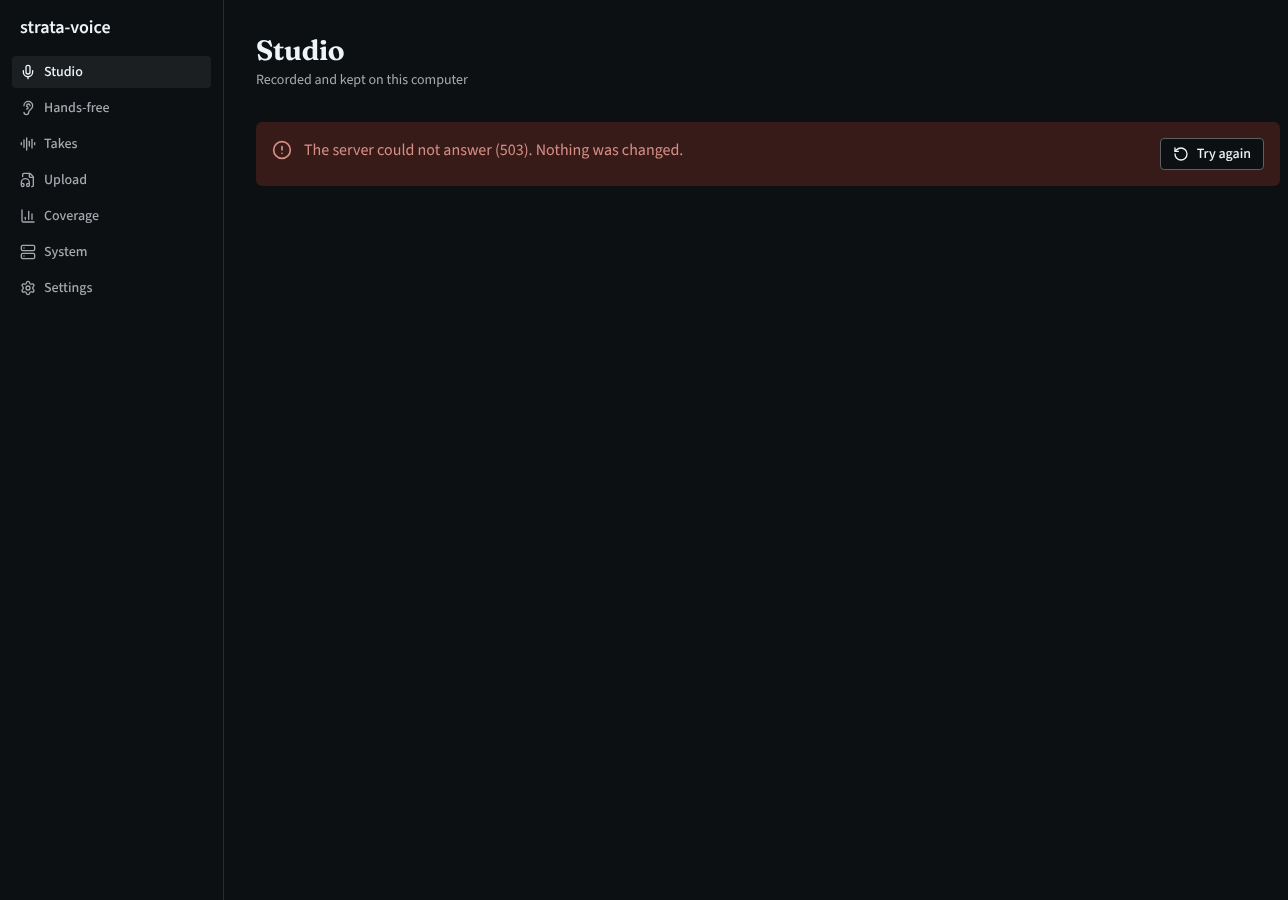 strata-voice
Studio
Hands-free
Takes
Upload
Coverage
System
Settings
Studio
Recorded and kept on this computer
The server could not answer (503). Nothing was changed.
Try again